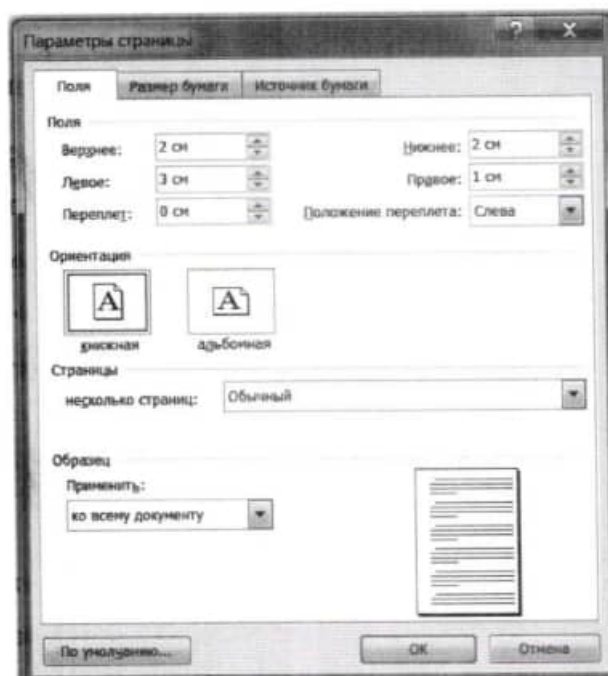 Параметры страницы
? X
Поля Размер бумаги Источник бумаги
Поля
Верхнее: 2 см Нижнее: 2 см
Левое: 3 см Правое: 1 см
Переплет: 0 см Положение переплета: Слева
Ориентация
A A
книжная альбомная
Страницы
несколько страниц: Обычный
Образец
Применить:
ко всему документу
По умолчанию... ОК Отмена